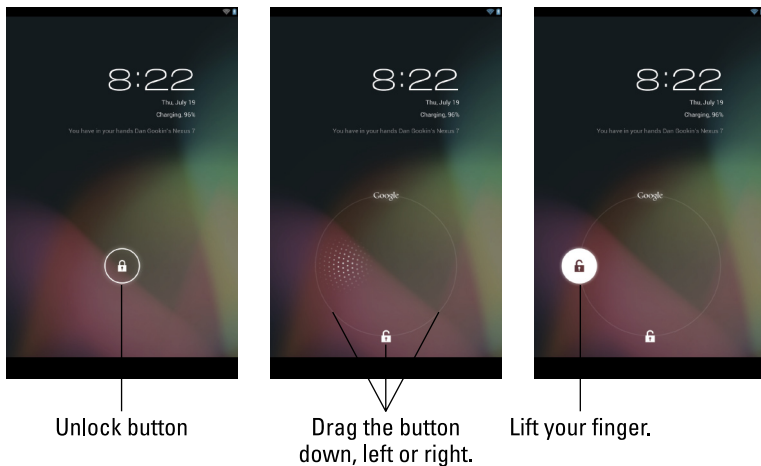 8:22
Thu, July 19
Charging, 96%
You have in your hands Dan Gookin's Nexus 7
8:22
Thu, July 19
Charging, 96%
You have in your hands Dan Gookin's Nexus 7
Google
8:22
Thu, July 19
Charging, 96%
You have in your hands Dan Gookin's Nexus 7
Google
Unlock button
Drag the button
down, left or right.
Lift your finger.